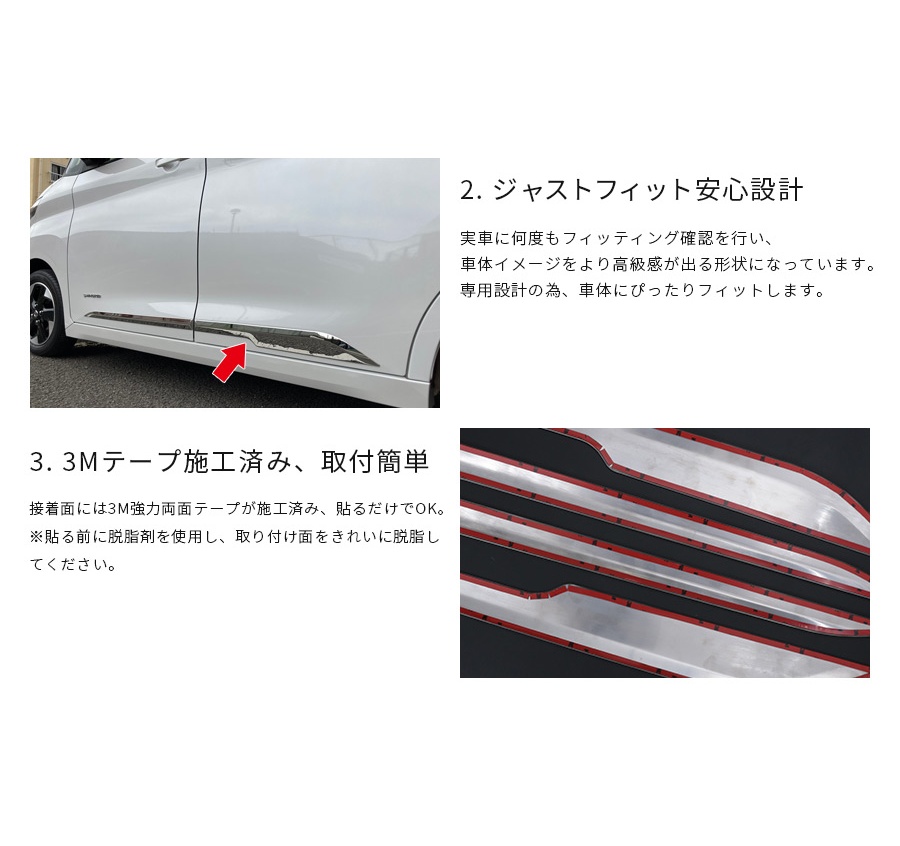 2. ジャストフィット安心設計
実車に何度もフィッティング確認を行い、
車体イメージをより高級感が出る形状になっています。
専用設計の為、車体にぴったりフィットします。
3. 3Mテープ施工済み、取付簡単
接着面には3M強力両面テープが施工済み、貼るだけでOK。
※貼る前に脱脂剤を使用し、取り付け面をきれいに脱脂し
てください。